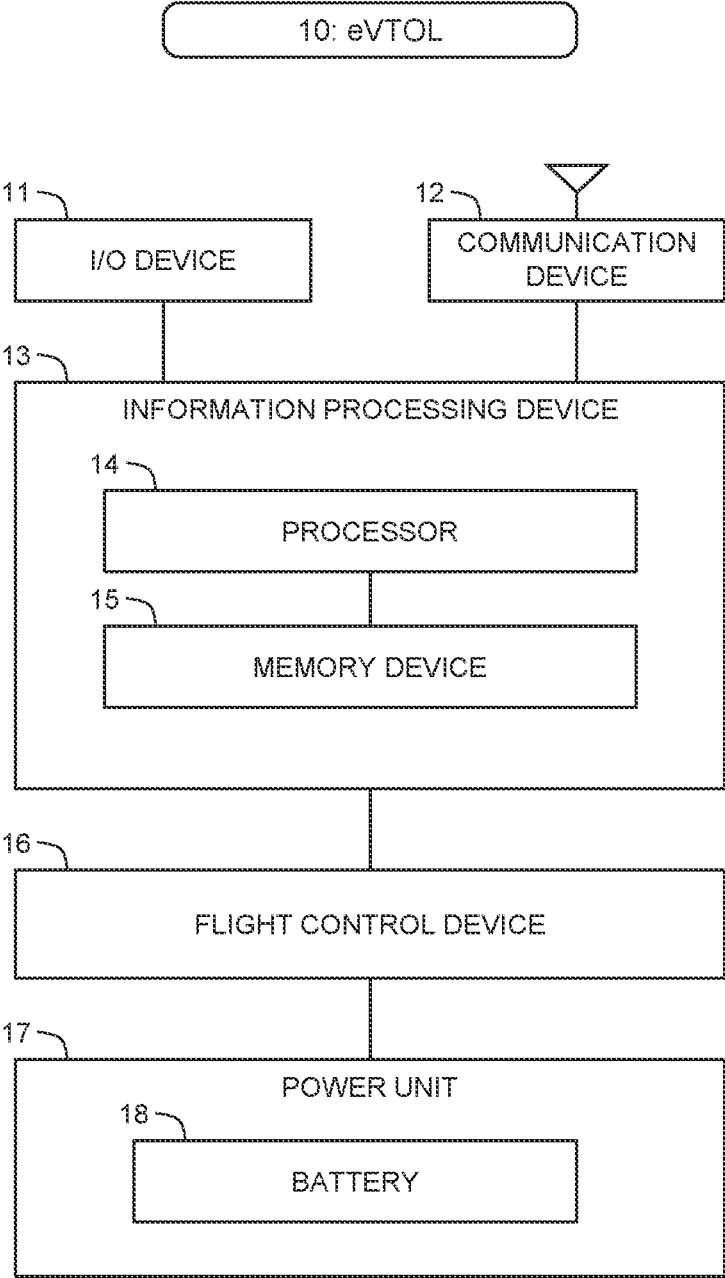 10: eVTOL
11
I/O DEVICE
12
COMMUNICATION
DEVICE
13
INFORMATION PROCESSING DEVICE
14
PROCESSOR
15
MEMORY DEVICE
16
FLIGHT CONTROL DEVICE
17
POWER UNIT
18
BATTERY